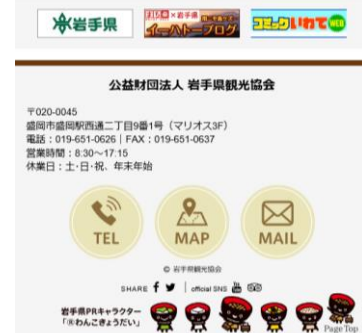 岩手県
イーハトーブログ
コミックいわて WEB
公益財団法人 岩手県観光協会
〒020-0045
盛岡市盛岡駅西通二丁目9番1号（マリオス3F）
電話：019-651-0626｜FAX：019-651-0637
営業時間：8:30～17:15
休業日：土・日・祝、年末年始
TEL MAP MAIL
© 岩手県観光協会
SHARE official SNS
岩手県PRキャラクター
「®わんこきょうだい」
Page Top